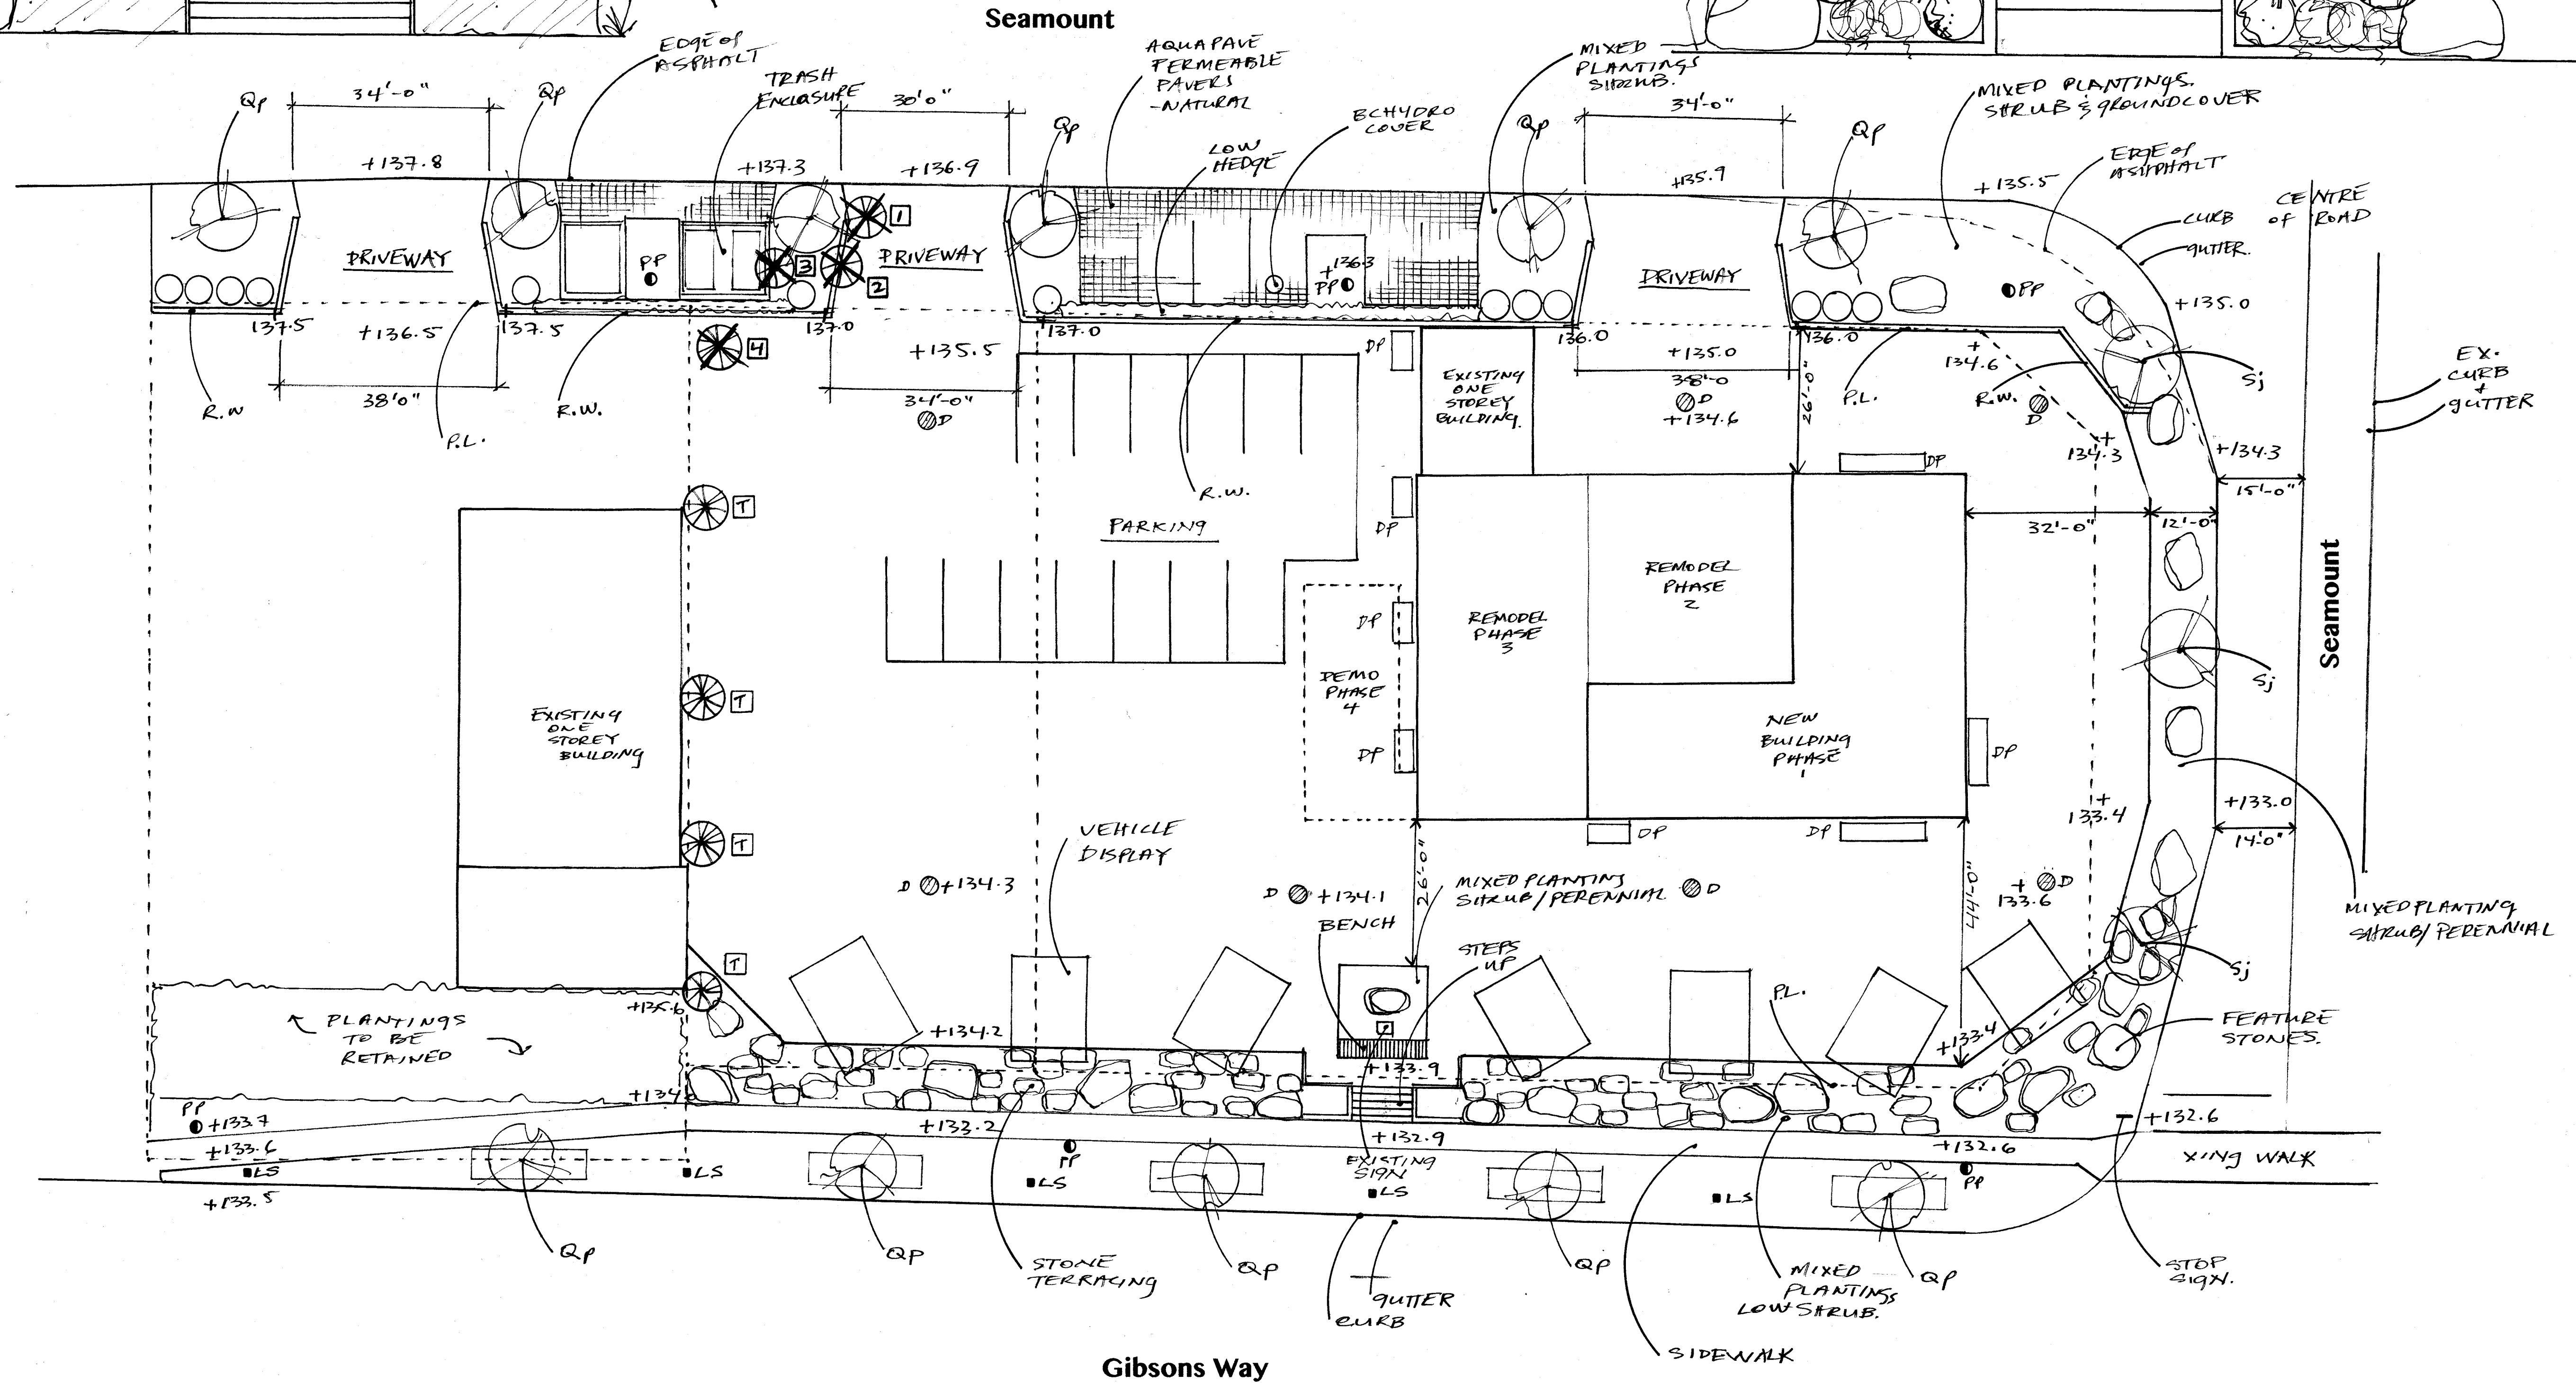 Seamount
EDGE of
ASPHALT
AQUAPAVE
PERMEABLE
PAVERS
-NATURAL
MIXED
PLANTINGS
SHRUB.
TRASH
ENCLOSURE
MIXED PLANTINGS.
SHRUB & GROUNDCOVER
Qp
34'-0"
Qp
30'0"
Qp
LOW
HEDGE
BCHYDRO
COVER
Qp
34'-0"
Qp
EDGE of
ASHPHALT
+137.8
+137.3
+136.9
+135.9
+135.5
CENTRE
of ROAD
CURB
GUTTER.
DRIVEWAY
PP
1
3
2
DRIVEWAY
+136.3
PP
DRIVEWAY
PP
+135.0
137.5
+136.5
137.5
137.0
4
+135.5
137.0
DP
136.0
+135.0
136.0
+
134.6
Sj
EX.
CURB
+
GUTTER
R.W
38'0"
P.L.
R.W.
34'-0"
D
EXISTING
ONE
STOREY
BUILDING.
38'-0
D
+134.6
26'-0"
P.L.
R.W.
D
+
134.3
+134.3
DP
15'-0"
T
R.W.
DP
PARKING
32'-0"
12'-0"
Seamount
REMODEL
PHASE
2
REMODEL
PHASE
3
DP
DEMO
PHASE
4
DP
Sj
T
EXISTING
ONE
STOREY
BUILDING
NEW
BUILDING
PHASE
1
DP
+133.0
14'-0"
+
133.4
T
VEHICLE
DISPLAY
DP
DP
26'-0"
44'-0"
D
+134.3
D
+134.1
BENCH
MIXED PLANTING
SHRUB/PERENNIAL
D
+
133.6
D
MIXED PLANTING
SHRUB/PERENNIAL
STEPS
UP
T
Sj
+135.6
P.L.
PLANTINGS
TO BE
RETAINED
+134.2
+133.4
FEATURE
STONES.
+133.9
+134.
PP
+133.7
+133.6
LS
+133.5
+133.2
PP
+132.9
EXISTING
SIGN
LS
LS
LS
LS
+132.6
PP
+132.6
X'ING WALK
Qp
Qp
STONE
TERRACING
Qp
Qp
MIXED
PLANTINGS
LOW SHRUB.
Qp
STOP
SIGN.
GUTTER
CURB
SIDEWALK
Gibsons Way